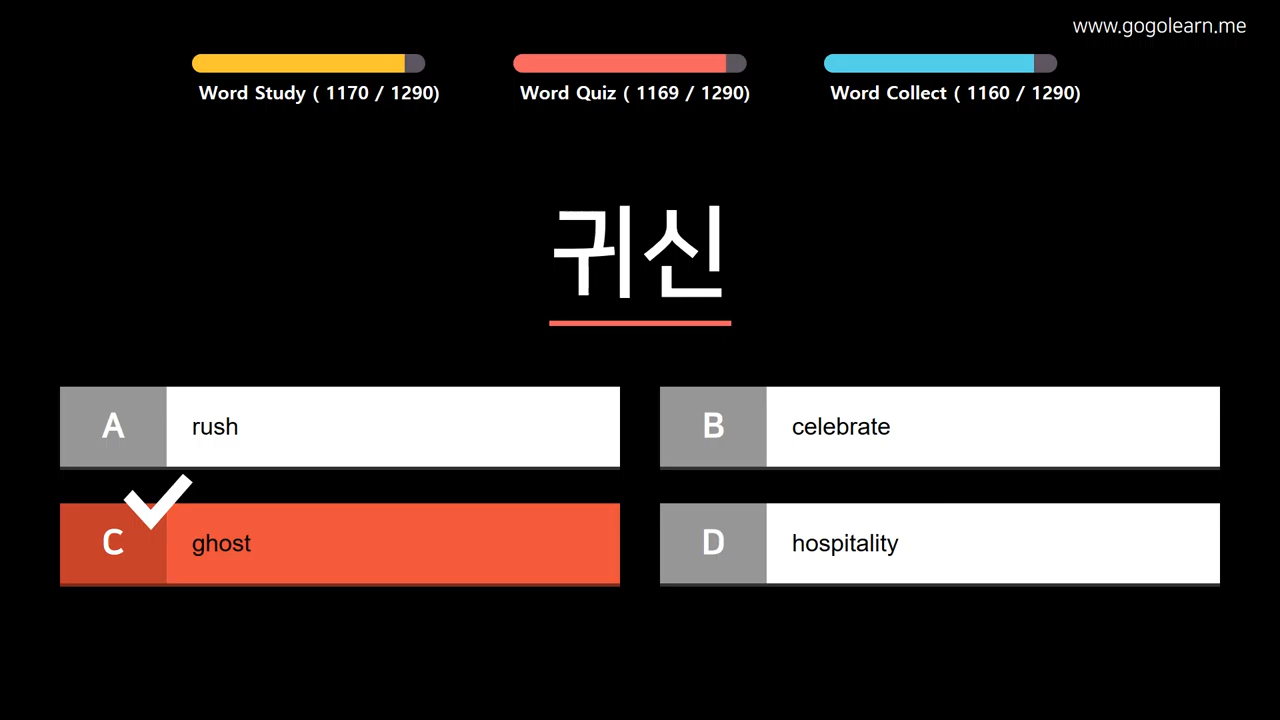 www.gogolearn.me
Word Study ( 1170 / 1290)
Word Quiz ( 1169 / 1290)
Word Collect ( 1160 / 1290)
귀신
A rush
B celebrate
C ghost
D hospitality